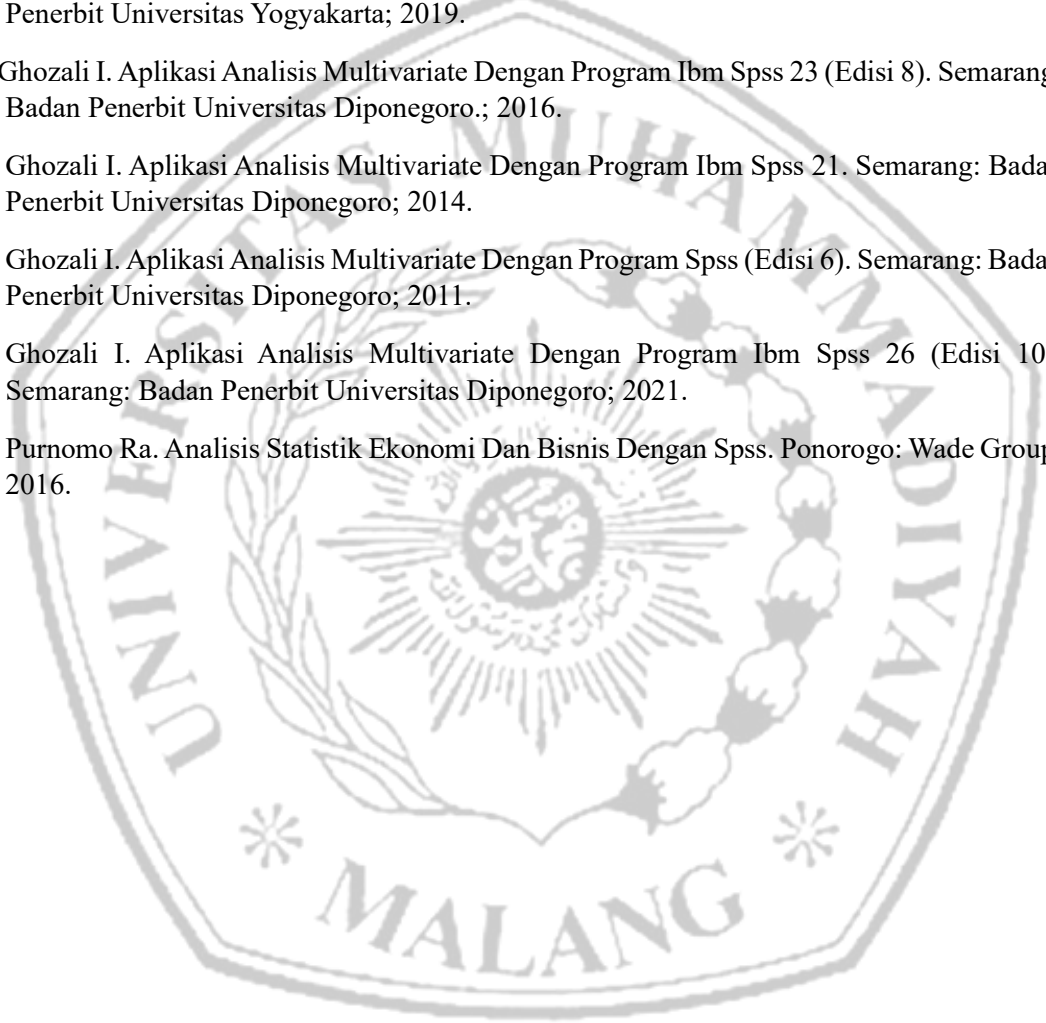 Penerbit Universitas Yogyakarta; 2019.
Ghozali I. Aplikasi Analisis Multivariate Dengan Program Ibm Spss 23 (Edisi 8). Semarang
Badan Penerbit Universitas Diponegoro.; 2016.
Ghozali I. Aplikasi Analisis Multivariate Dengan Program Ibm Spss 21. Semarang: Bada
Penerbit Universitas Diponegoro; 2014.
Ghozali I. Aplikasi Analisis Multivariate Dengan Program Spss (Edisi 6). Semarang: Bada
Penerbit Universitas Diponegoro; 2011.
Ghozali I. Aplikasi Analisis Multivariate Dengan Program Ibm Spss 26 (Edisi 10
Semarang: Badan Penerbit Universitas Diponegoro; 2021.
Purnomo Ra. Analisis Statistik Ekonomi Dan Bisnis Dengan Spss. Ponorogo: Wade Group
2016.
UNIVERSITAS MUHAMMADIYAH
MALANG